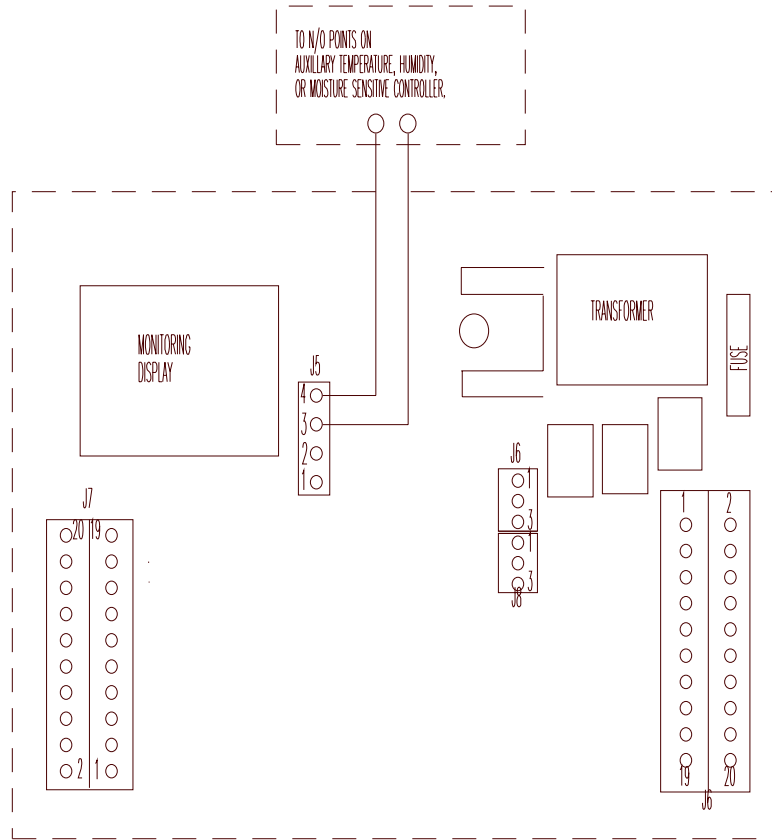 TO N/O POINTS ON
AUXILLARY TEMPERATURE, HUMIDITY,
OR MOISTURE SENSITIVE CONTROLLER.
MONITORING
DISPLAY
TRANSFORMER
FUSE
J5
4
3
2
1
J6
1
3
1
3
J8
J7
20 19
2 1
1 2
19 20
J6